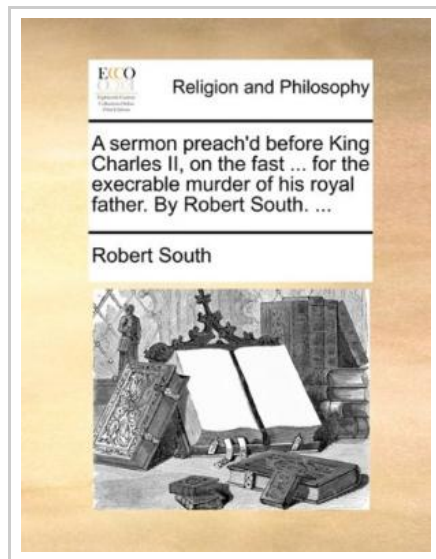 ECCO
Religion and Philosophy
A sermon preach'd before King
Charles II, on the fast ... for the
execrable murder of his royal
father. By Robert South. ...
Robert South